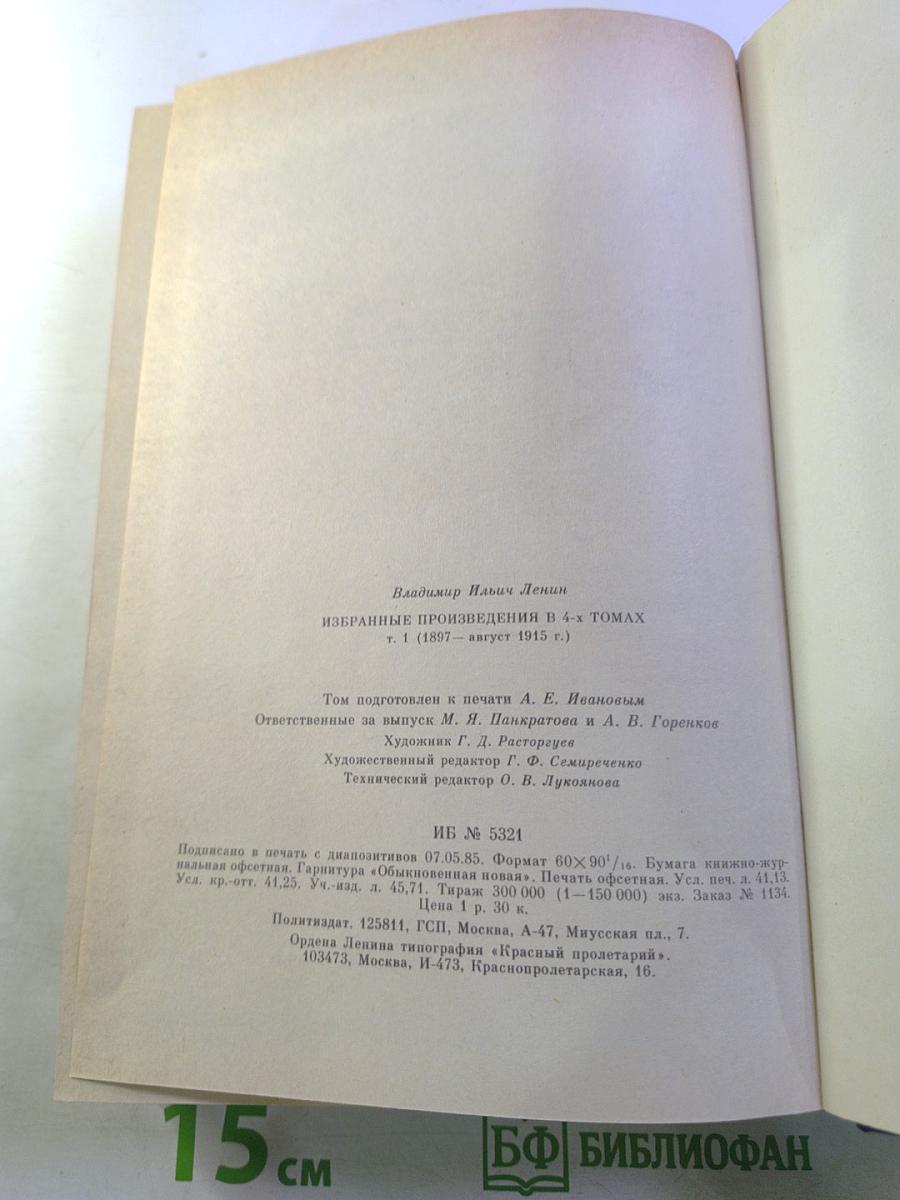 Владимир Ильич Ленин
ИЗБРАННЫЕ ПРОИЗВЕДЕНИЯ В 4-х ТОМАХ
т. 1 (1897 — август 1915 г.)
Том подготовлен к печати А. Е. Ивановым
Ответственные за выпуск М. Я. Панкратова и А. В. Горенков
Художник Г. Д. Расторгуев
Художественный редактор Г. Ф. Семиреченко
Технический редактор О. В. Лукоянова
ИБ № 5321
Подписано в печать с диапозитивов 07.05.85. Формат 60×90¹/₁₆. Бумага книжно-жур-
нальная офсетная. Гарнитура «Обыкновенная новая». Печать офсетная. Усл. печ. л. 41,13.
Усл. кр.-отт. 41,25. Уч.-изд. л. 45,71. Тираж 300 000 (1—150 000) экз. Заказ № 1134.
Цена 1 р. 30 к.
Политиздат. 125811, ГСП, Москва, А-47, Миусская пл., 7.
Ордена Ленина типография «Красный пролетарий».
103473, Москва, И-473, Краснопролетарская, 16.
15 см
БФ БИБЛИОФАН